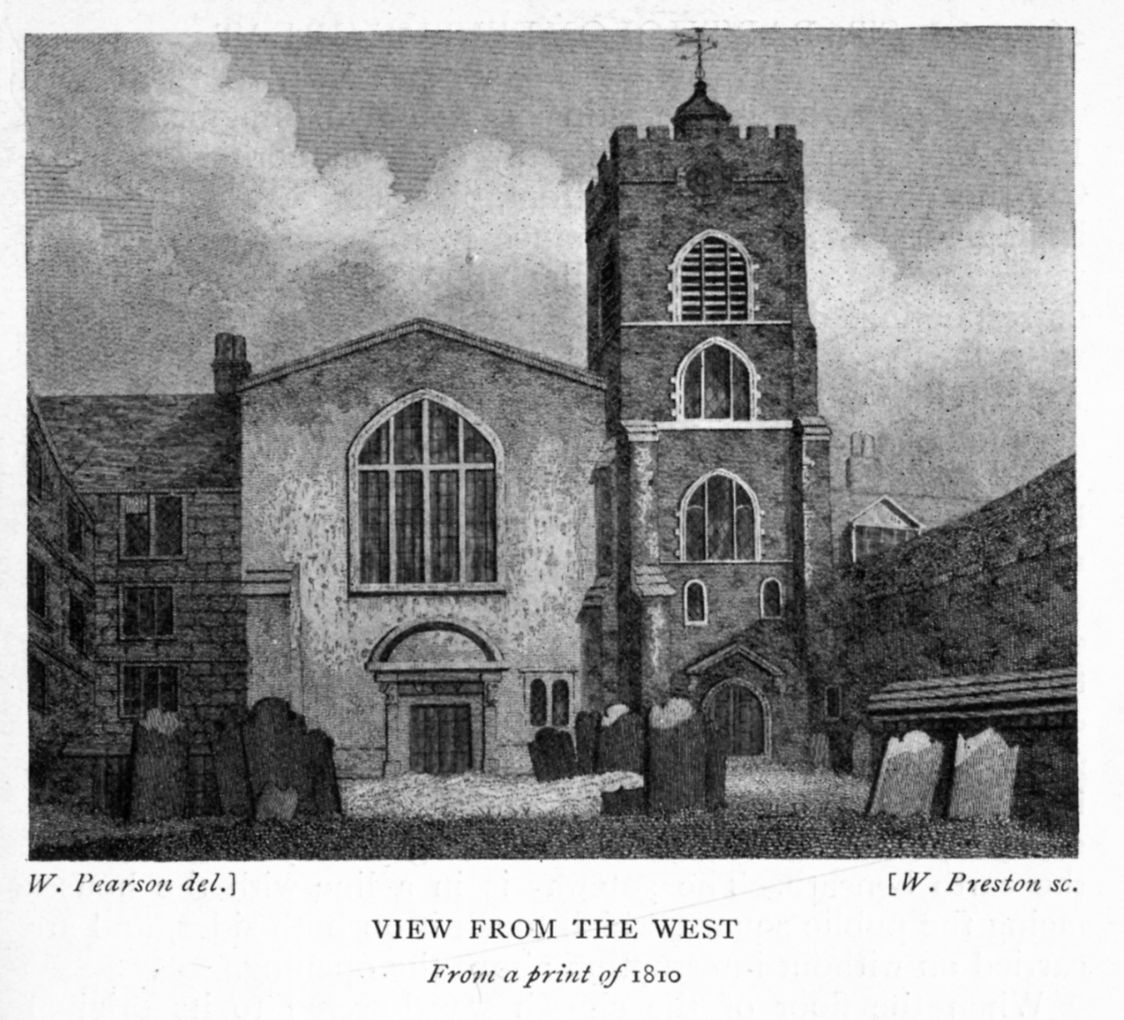 W. Pearson del.]
[W. Preston sc.
VIEW FROM THE WEST
From a print of 1810